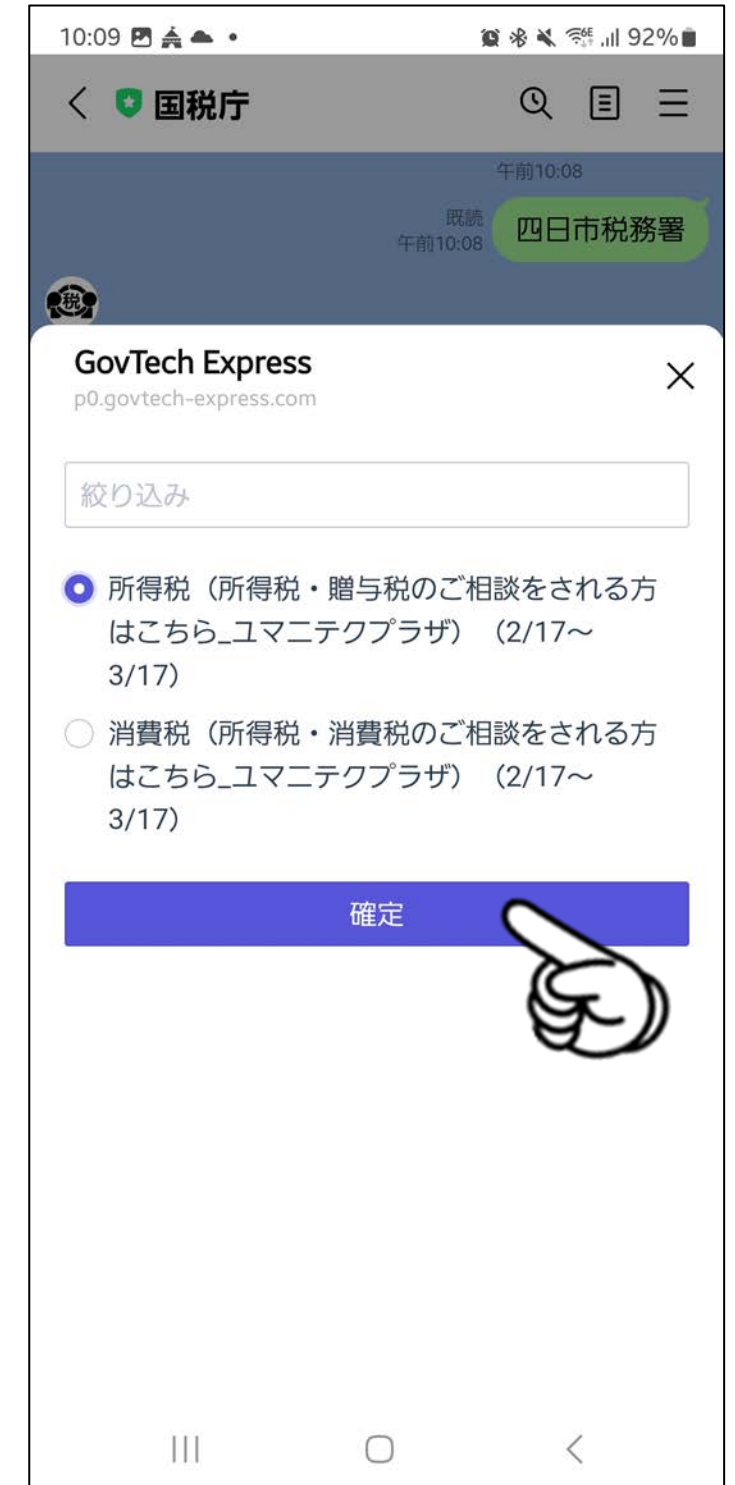 10:09 92%
国税庁
午前10:08
既読
午前10:08 四日市税務署
税
GovTech Express
p0.govtech-express.com
絞り込み
所得税（所得税・贈与税のご相談をされる方
はこちら_ユマニテクプラザ）（2/17～
3/17）
消費税（所得税・消費税のご相談をされる方
はこちら_ユマニテクプラザ）（2/17～
3/17）
確定